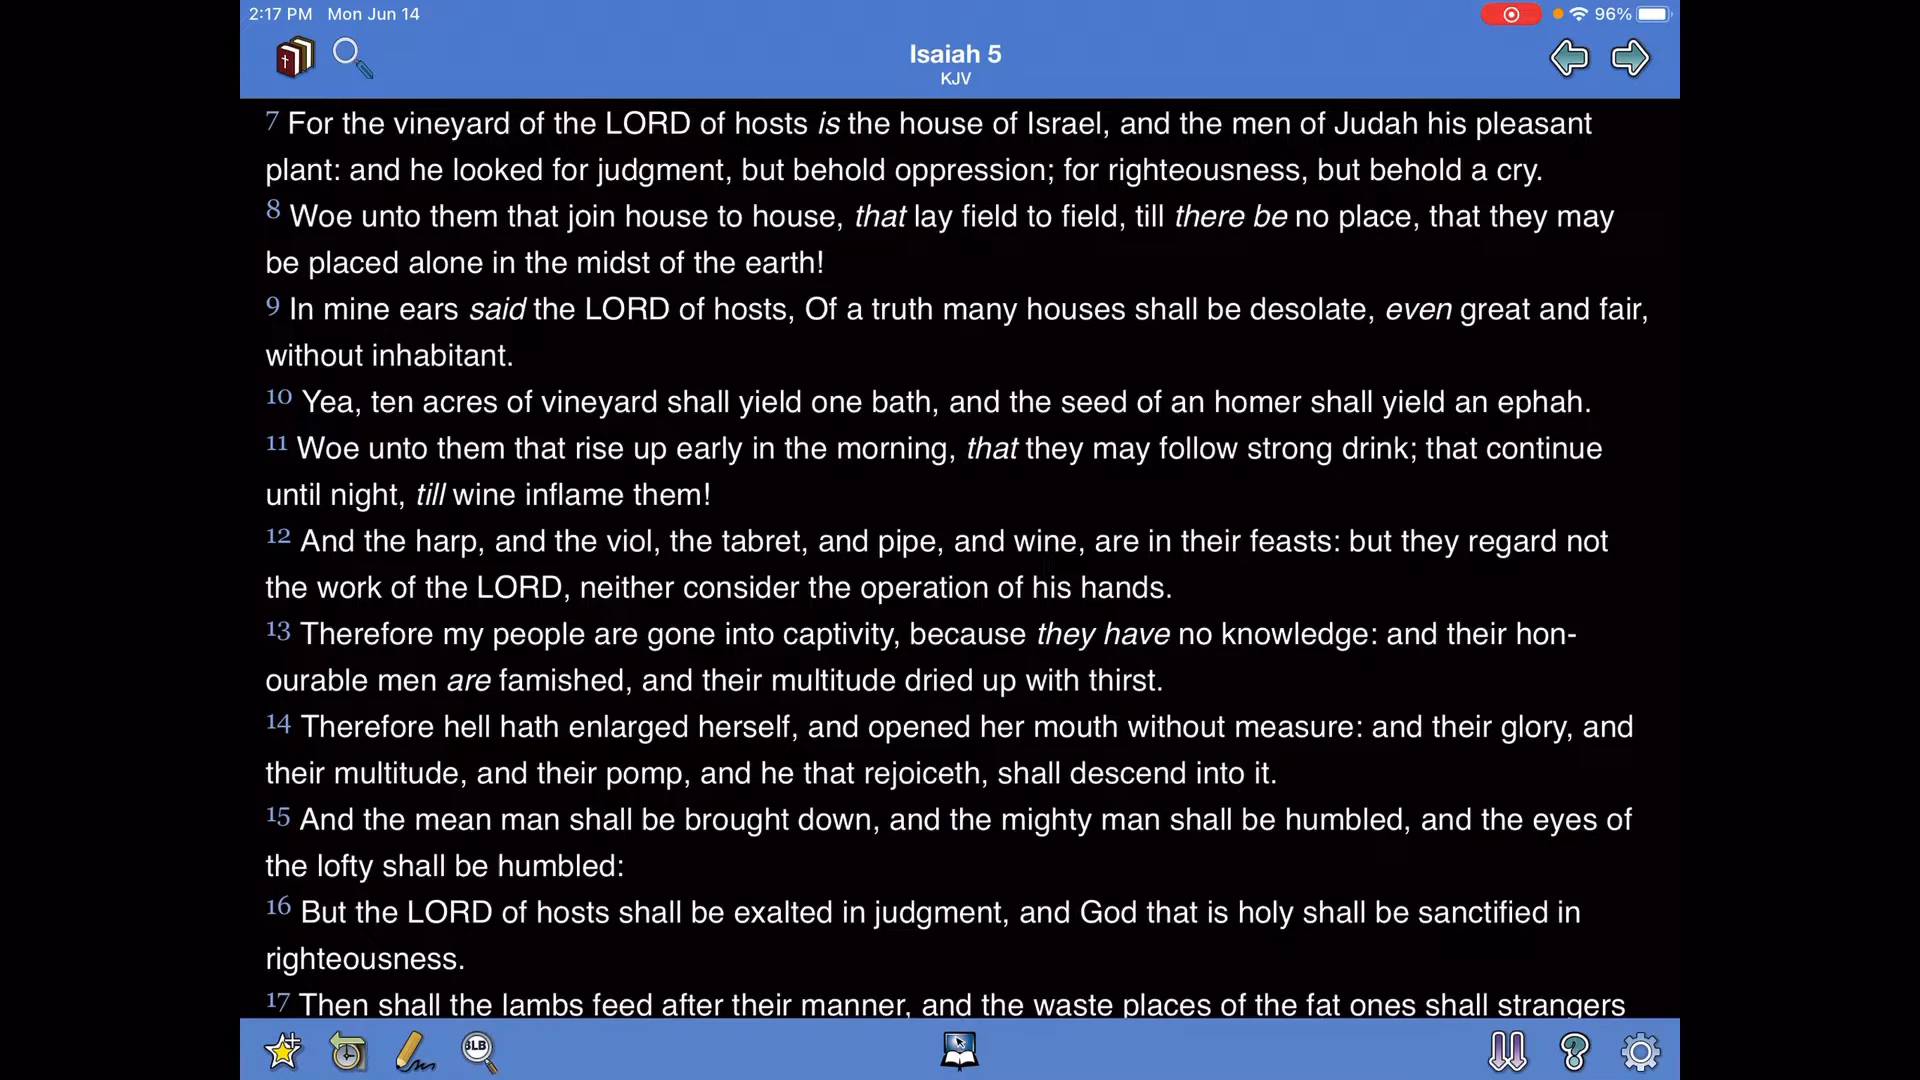 2:17 PM Mon Jun 14
96%
Isaiah 5
KJV
7 For the vineyard of the LORD of hosts is the house of Israel, and the men of Judah his pleasant
plant: and he looked for judgment, but behold oppression; for righteousness, but behold a cry.
8 Woe unto them that join house to house, that lay field to field, till there be no place, that they may
be placed alone in the midst of the earth!
9 In mine ears said the LORD of hosts, Of a truth many houses shall be desolate, even great and fair,
without inhabitant.
10 Yea, ten acres of vineyard shall yield one bath, and the seed of an homer shall yield an ephah.
11 Woe unto them that rise up early in the morning, that they may follow strong drink; that continue
until night, till wine inflame them!
12 And the harp, and the viol, the tabret, and pipe, and wine, are in their feasts: but they regard not
the work of the LORD, neither consider the operation of his hands.
13 Therefore my people are gone into captivity, because they have no knowledge: and their hon-
ourable men are famished, and their multitude dried up with thirst.
14 Therefore hell hath enlarged herself, and opened her mouth without measure: and their glory, and
their multitude, and their pomp, and he that rejoiceth, shall descend into it.
15 And the mean man shall be brought down, and the mighty man shall be humbled, and the eyes of
the lofty shall be humbled:
16 But the LORD of hosts shall be exalted in judgment, and God that is holy shall be sanctified in
righteousness.
17 Then shall the lambs feed after their manner, and the waste places of the fat ones shall strangers
BLB